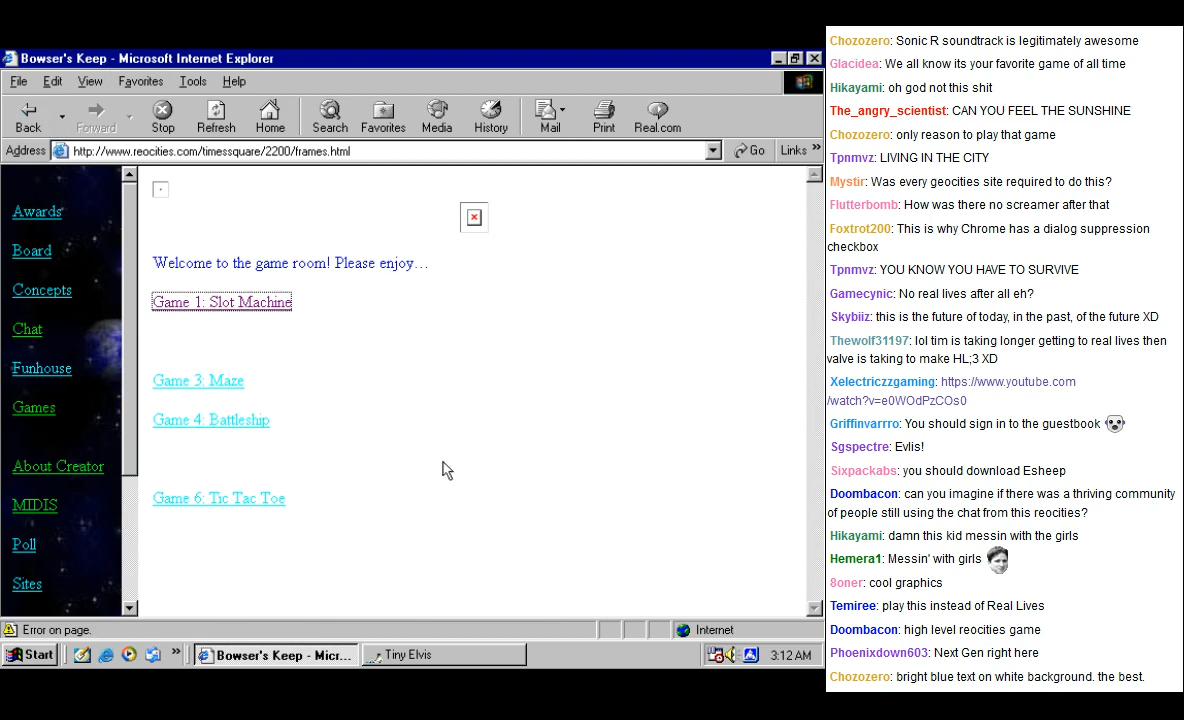 Bowser's Keep - Microsoft Internet Explorer
File Edit View Favorites Tools Help
Back Forward Stop Refresh Home Search Favorites Media History Mail Print Real.com
Address http://www.reocities.com/timessquare/2200/frames.html Go Links »
Awards
Board
Concepts
Chat
Funhouse
Games
About Creator
MIDIS
Poll
Sites
Welcome to the game room! Please enjoy...
Game 1: Slot Machine
Game 3: Maze
Game 4: Battleship
Game 6: Tic Tac Toe
Error on page. Internet
Start » Bowser's Keep - Micr... Tiny Elvis 3:12 AM
Chozozero: Sonic R soundtrack is legitimately awesome
Glacidea: We all know its your favorite game of all time
Hikayami: oh god not this shit
The_angry_scientist: CAN YOU FEEL THE SUNSHINE
Chozozero: only reason to play that game
Tpnmvz: LIVING IN THE CITY
Mystir: Was every geocities site required to do this?
Flutterbomb: How was there no screamer after that
Foxtrot200: This is why Chrome has a dialog suppression
checkbox
Tpnmvz: YOU KNOW YOU HAVE TO SURVIVE
Gamecynic: No real lives after all eh?
Skybiiz: this is the future of today, in the past, of the future XD
Thewolf31197: lol tim is taking longer getting to real lives then
valve is taking to make HL;3 XD
Xelectriczzgaming: https://www.youtube.com
/watch?v=e0WOdPzCOs0
Griffinvarrro: You should sign in to the guestbook
Sgspectre: Evlis!
Sixpackabs: you should download Esheep
Doombacon: can you imagine if there was a thriving community
of people still using the chat from this reocities?
Hikayami: damn this kid messin with the girls
Hemera1: Messin' with girls
8oner: cool graphics
Temiree: play this instead of Real Lives
Doombacon: high level reocities game
Phoenixdown603: Next Gen right here
Chozozero: bright blue text on white background. the best.